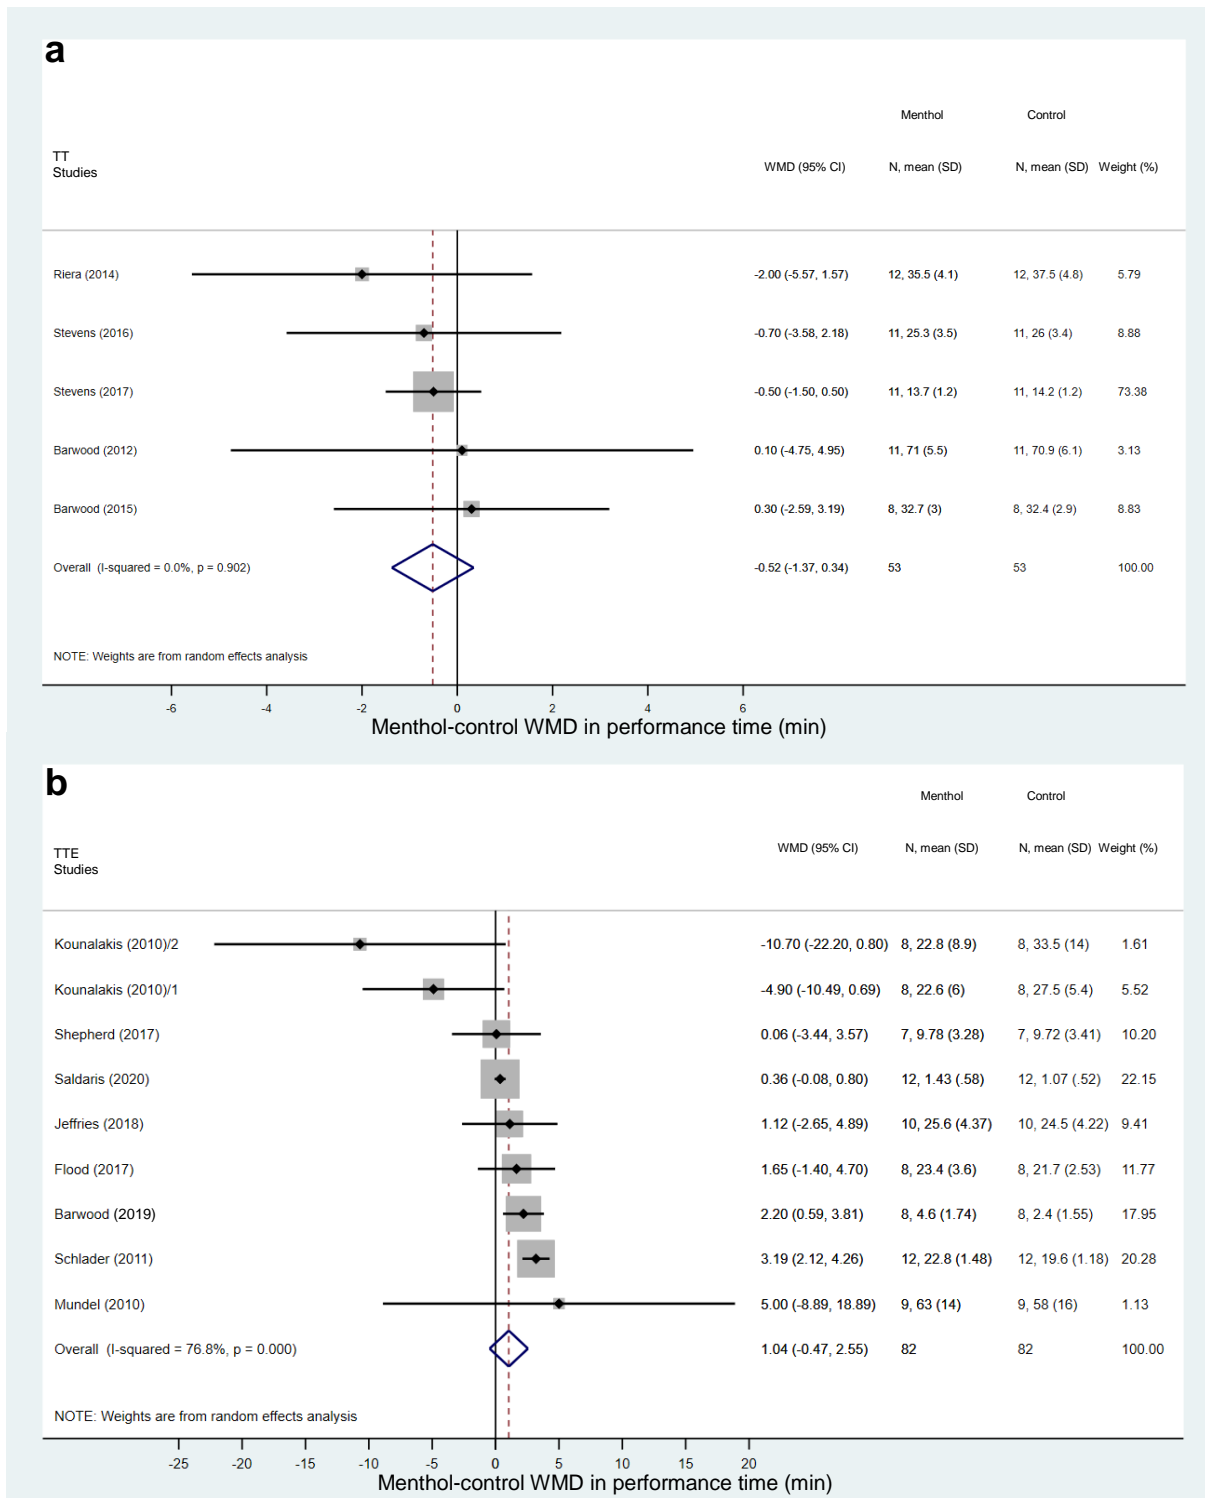 a
Menthol Control
TT
Studies
WMD (95% CI) N, mean (SD) N, mean (SD) Weight (%)
Riera (2014) -2.00 (-5.57, 1.57) 12, 35.5 (4.1) 12, 37.5 (4.8) 5.79
Stevens (2016) -0.70 (-3.58, 2.18) 11, 25.3 (3.5) 11, 26 (3.4) 8.88
Stevens (2017) -0.50 (-1.50, 0.50) 11, 13.7 (1.2) 11, 14.2 (1.2) 73.38
Barwood (2012) 0.10 (-4.75, 4.95) 11, 71 (5.5) 11, 70.9 (6.1) 3.13
Barwood (2015) 0.30 (-2.59, 3.19) 8, 32.7 (3) 8, 32.4 (2.9) 8.83
Overall (I-squared = 0.0%, p = 0.902) -0.52 (-1.37, 0.34) 53 53 100.00
NOTE: Weights are from random effects analysis
-6 -4 -2 0 2 4 6
Menthol-control WMD in performance time (min)
b
Menthol Control
TTE
Studies
WMD (95% CI) N, mean (SD) N, mean (SD) Weight (%)
Kounalakis (2010)/2 -10.70 (-22.20, 0.80) 8, 22.8 (8.9) 8, 33.5 (14) 1.61
Kounalakis (2010)/1 -4.90 (-10.49, 0.69) 8, 22.6 (6) 8, 27.5 (5.4) 5.52
Shepherd (2017) 0.06 (-3.44, 3.57) 7, 9.78 (3.28) 7, 9.72 (3.41) 10.20
Saldaris (2020) 0.36 (-0.08, 0.80) 12, 1.43 (.58) 12, 1.07 (.52) 22.15
Jeffries (2018) 1.12 (-2.65, 4.89) 10, 25.6 (4.37) 10, 24.5 (4.22) 9.41
Flood (2017) 1.65 (-1.40, 4.70) 8, 23.4 (3.6) 8, 21.7 (2.53) 11.77
Barwood (2019) 2.20 (0.59, 3.81) 8, 4.6 (1.74) 8, 2.4 (1.55) 17.95
Schlader (2011) 3.19 (2.12, 4.26) 12, 22.8 (1.48) 12, 19.6 (1.18) 20.28
Mundel (2010) 5.00 (-8.89, 18.89) 9, 63 (14) 9, 58 (16) 1.13
Overall (I-squared = 76.8%, p = 0.000) 1.04 (-0.47, 2.55) 82 82 100.00
NOTE: Weights are from random effects analysis
-25 -20 -15 -10 -5 0 5 10 15 20
Menthol-control WMD in performance time (min)